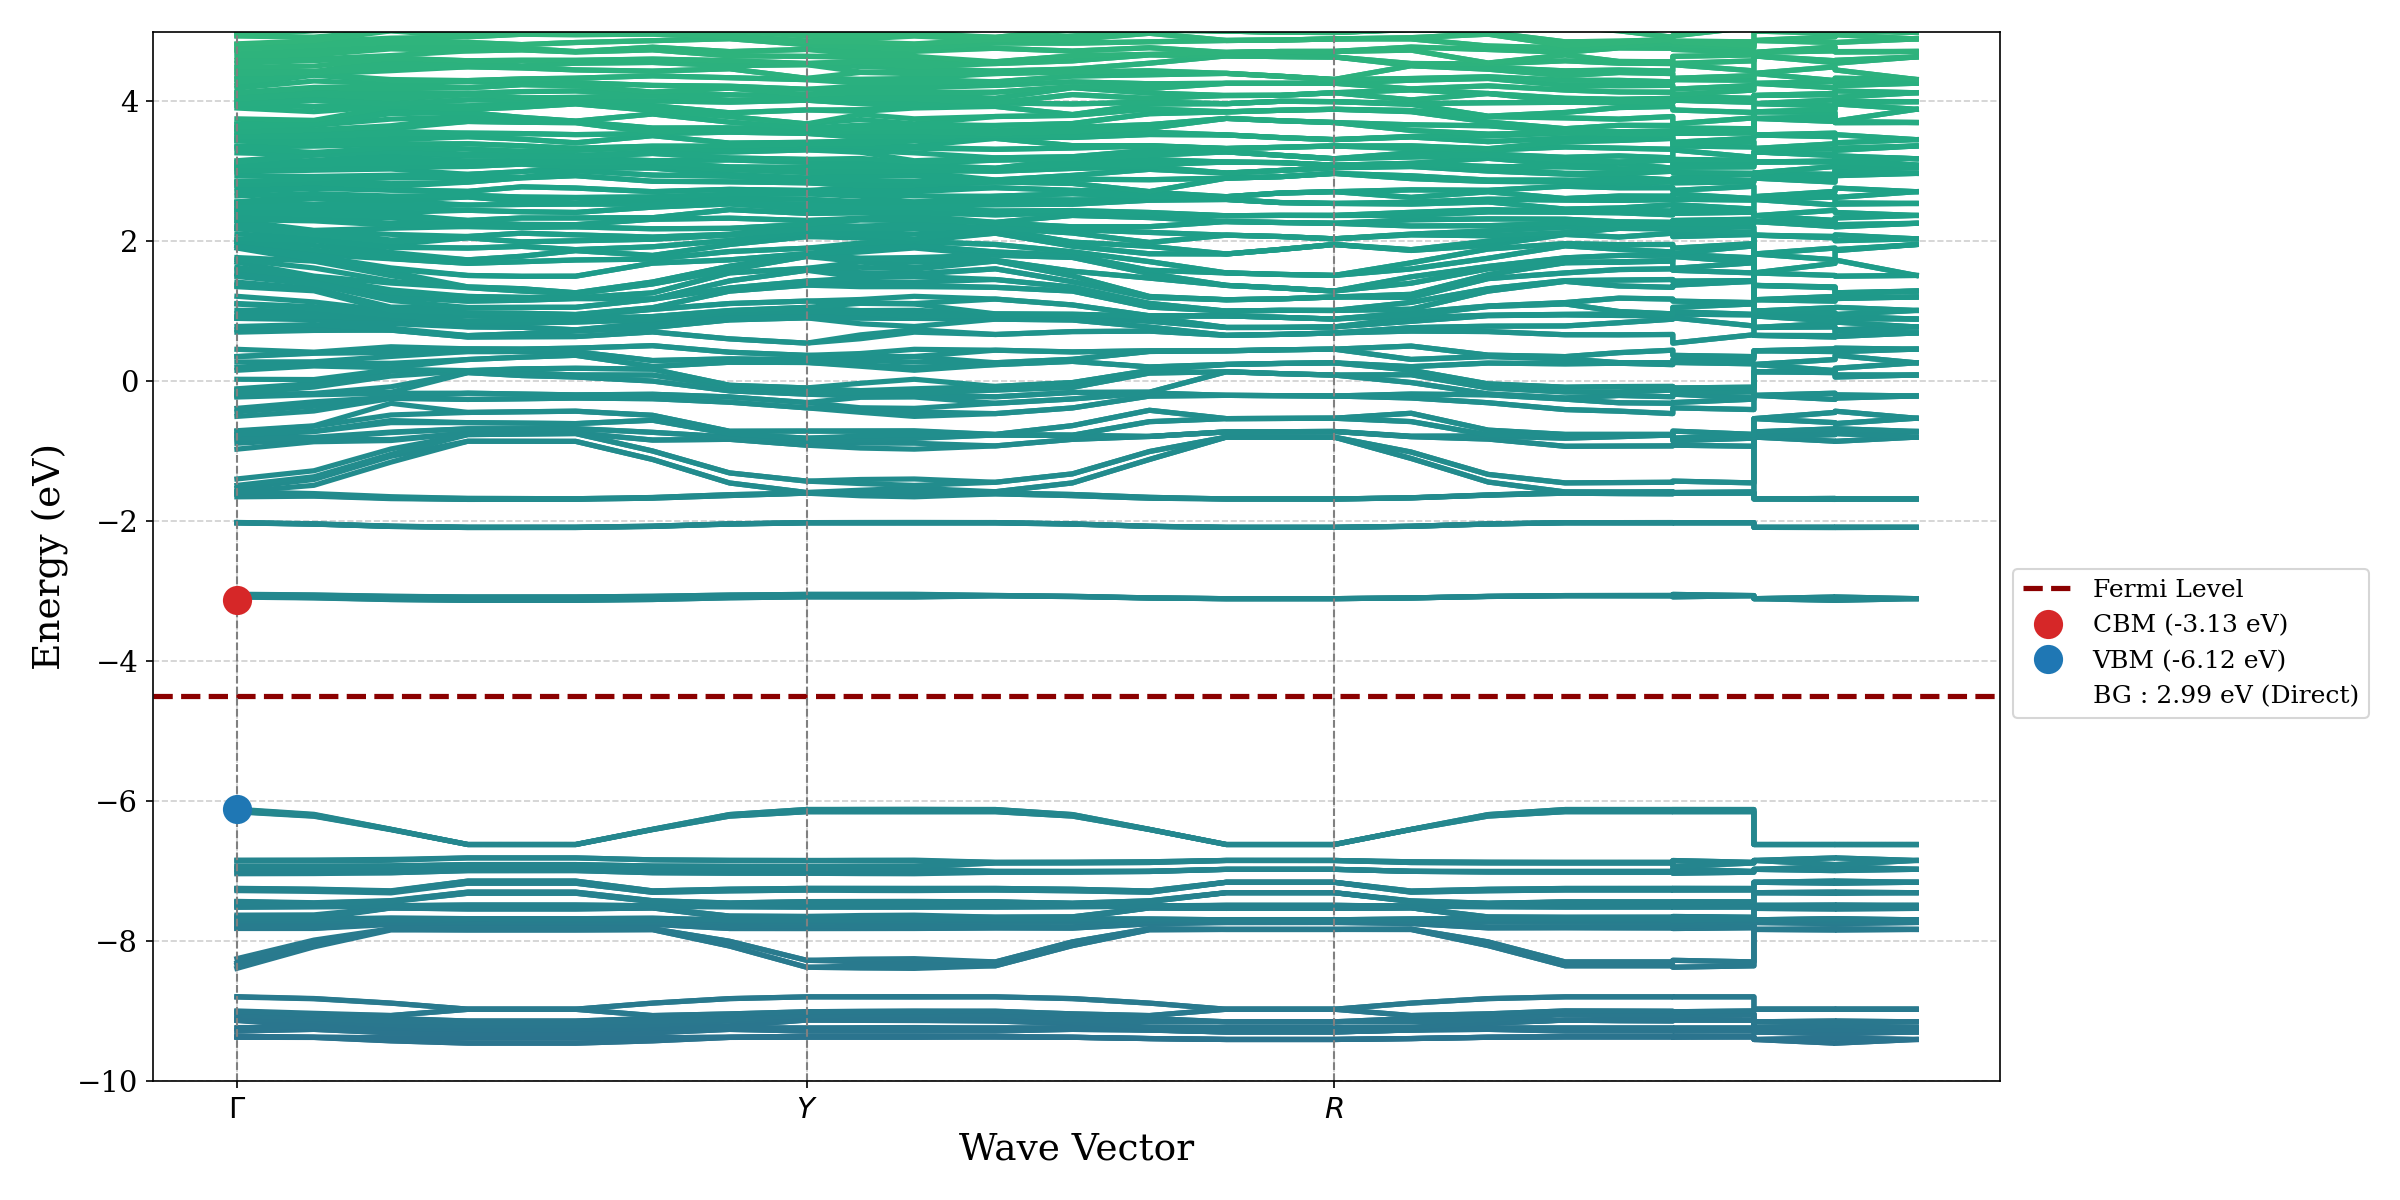 4
2
0
−2
−4
−6
−8
−10
Energy (eV)
Γ
Y
R
Wave Vector
Fermi Level
CBM (-3.13 eV)
VBM (-6.12 eV)
BG : 2.99 eV (Direct)